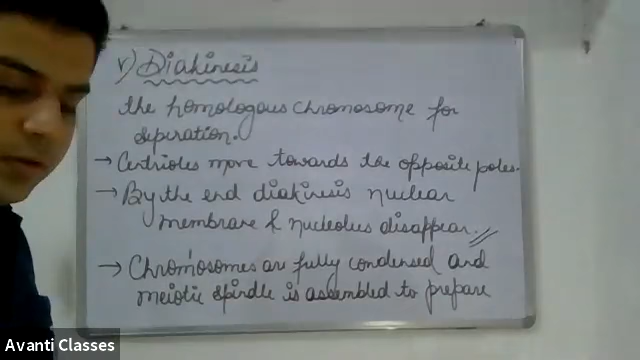 v) Diakinesis
the homologous chromosome for
sepiration.
→ Centrioles move towards the opposite poles.
→ By the end diakinesis nuclear
membrane & nucleolus disappear.
→ Chromosomes are fully condensed and
meiotic spindle is assembled to prepare
Avanti Classes